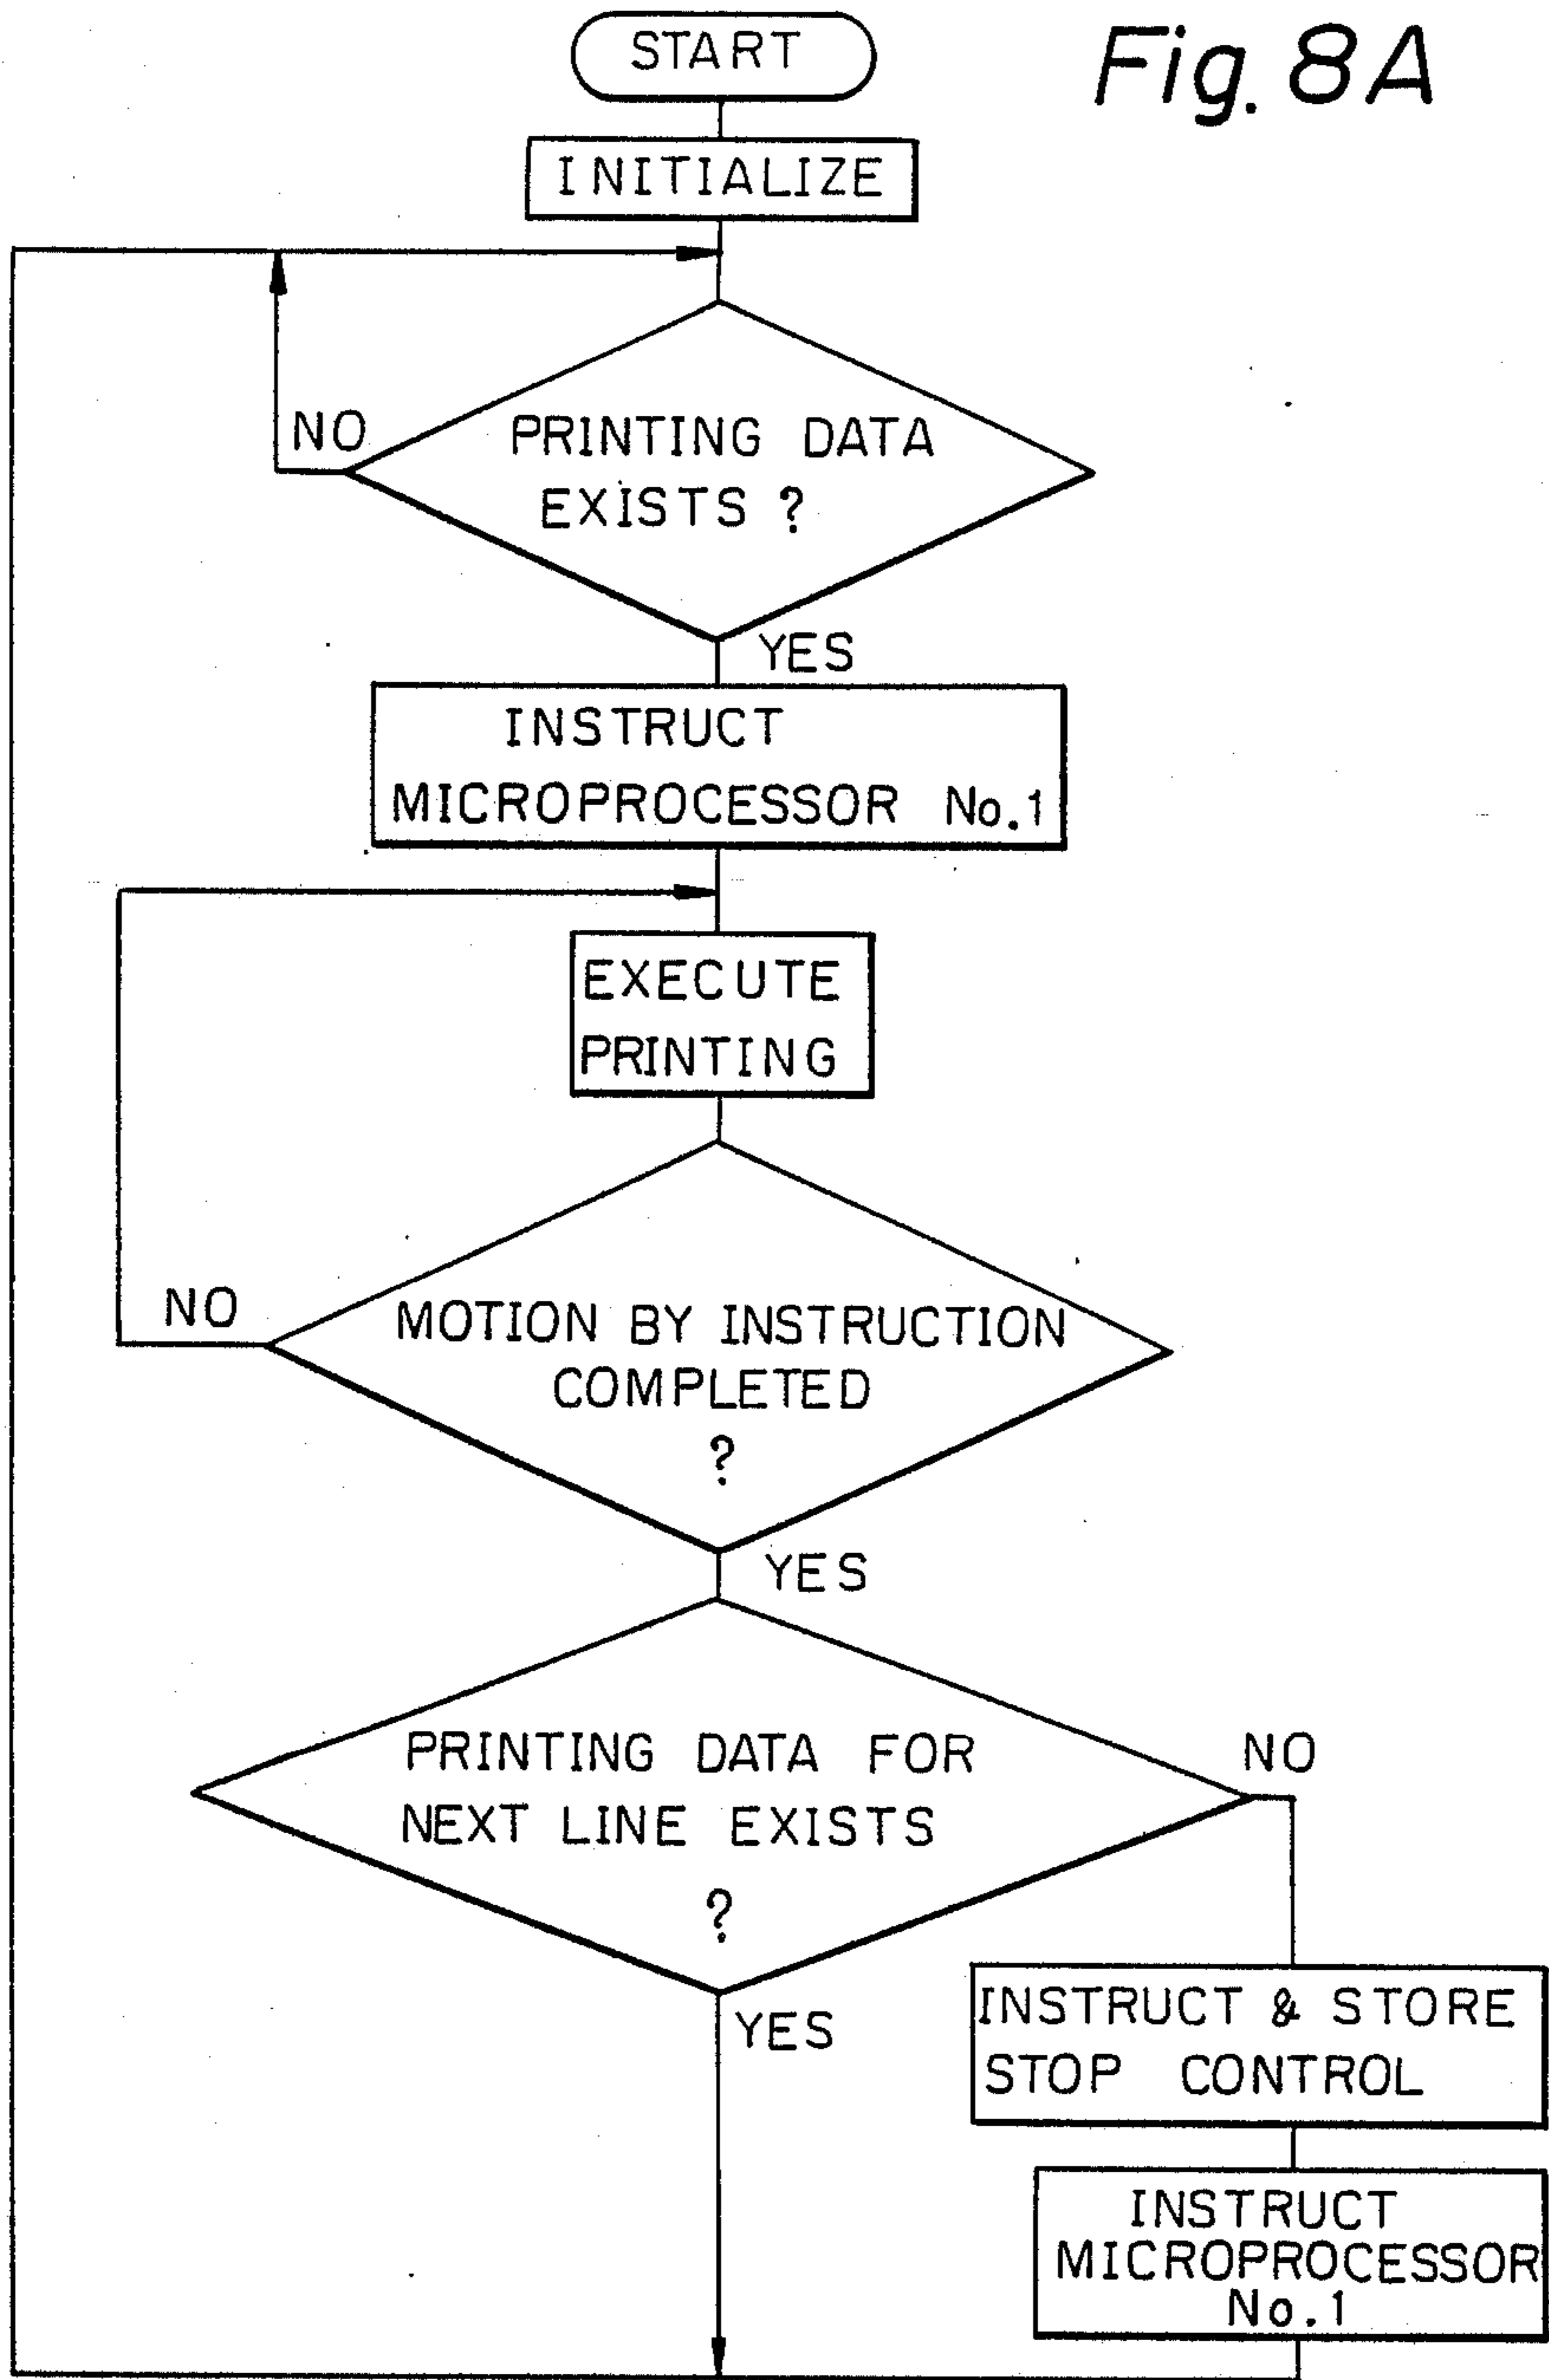 Fig. 8A
START
INITIALIZE
NO
PRINTING DATA
EXISTS ?
YES
INSTRUCT
MICROPROCESSOR No.1
EXECUTE
PRINTING
NO
MOTION BY INSTRUCTION
COMPLETED
?
YES
PRINTING DATA FOR
NEXT LINE EXISTS
?
NO
YES
INSTRUCT & STORE
STOP CONTROL
INSTRUCT
MICROPROCESSOR
No.1